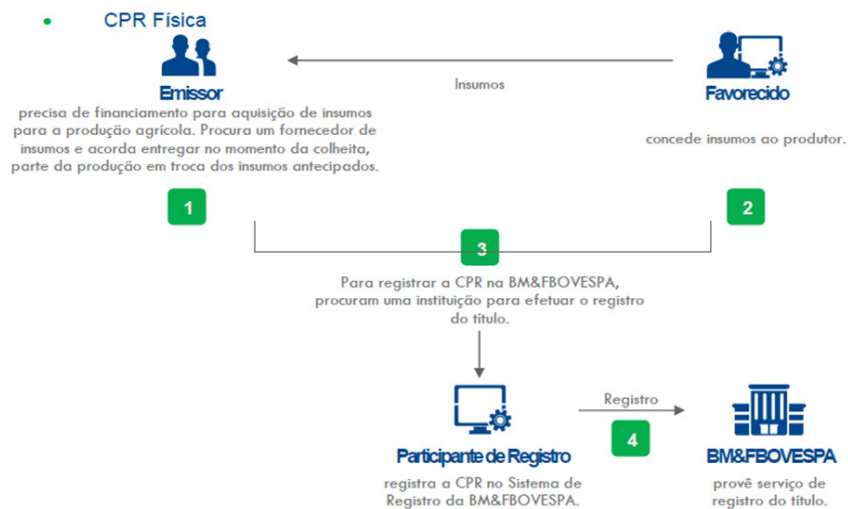 • CPR Física
Insumos
Emissor
precisa de financiamento para aquisição de insumos
para a produção agrícola. Procura um fornecedor de
insumos e acorda entregar no momento da colheita,
parte da produção em troca dos insumos antecipados.
Favorecido
concede insumos ao produtor.
1
2
3
Para registrar a CPR na BM&FBOVESPA,
procuram uma instituição para efetuar o registro
do título.
Registro
4
Participante de Registro
registra a CPR no Sistema de
Registro da BM&FBOVESPA.
BM&FBOVESPA
provê serviço de
registro do título.